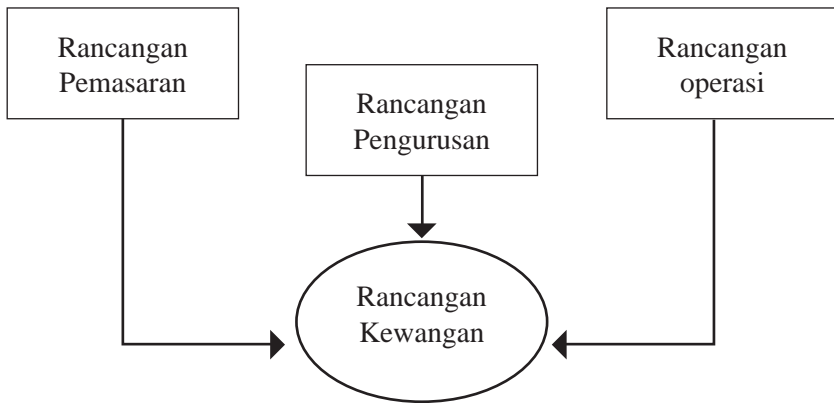 Rancangan
Pemasaran
Rancangan
Pengurusan
Rancangan
operasi
Rancangan
Kewangan